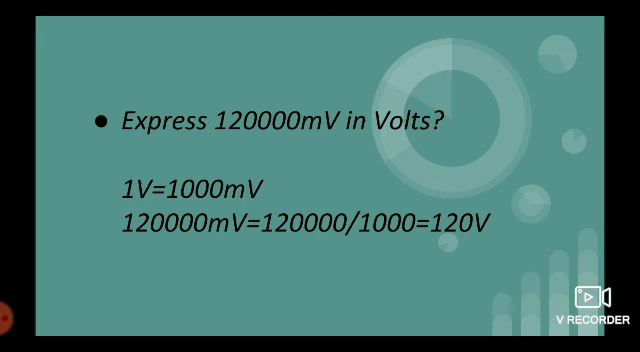 ● Express 120000mV in Volts?
1V=1000mV
120000mV=120000/1000=120V
V RECORDER